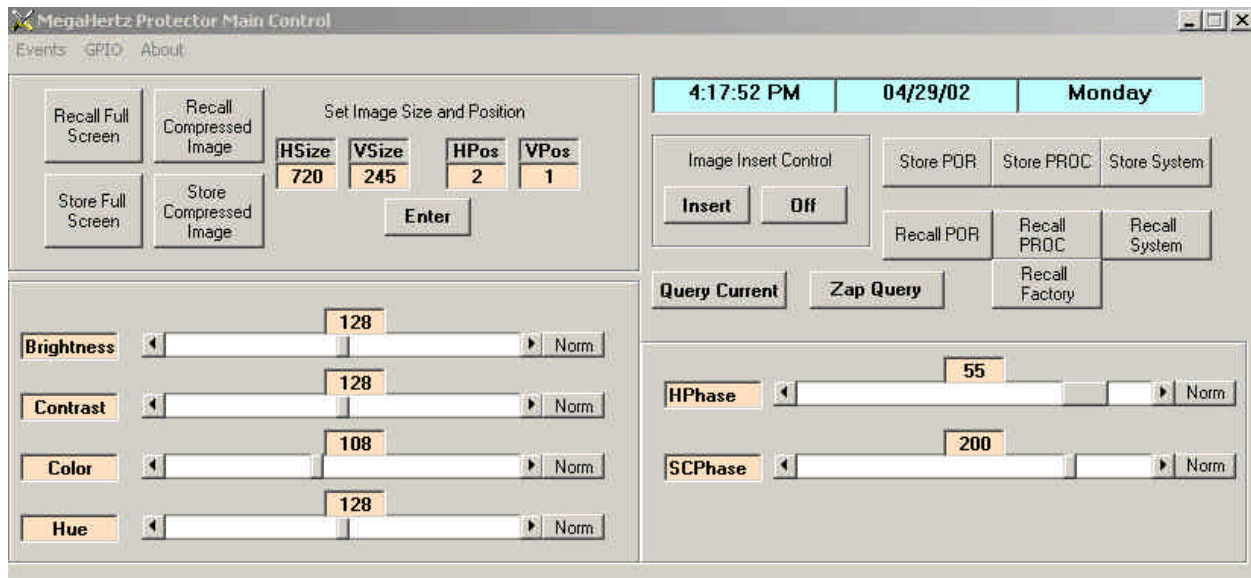 MegaHertz Protector Main Control
Events GPIO About
Recall Full
Screen
Recall
Compressed
Image
Store Full
Screen
Store
Compressed
Image
Set Image Size and Position
HSize VSize HPos VPos
720 245 2 1
Enter
4:17:52 PM 04/29/02 Monday
Image Insert Control
Insert Off
Store POR Store PROC Store System
Recall POR
Recall
PROC
Recall
System
Recall
Factory
Query Current Zap Query
128
Brightness Norm
128
Contrast Norm
108
Color Norm
128
Hue Norm
55
HPhase Norm
200
SCPhase Norm